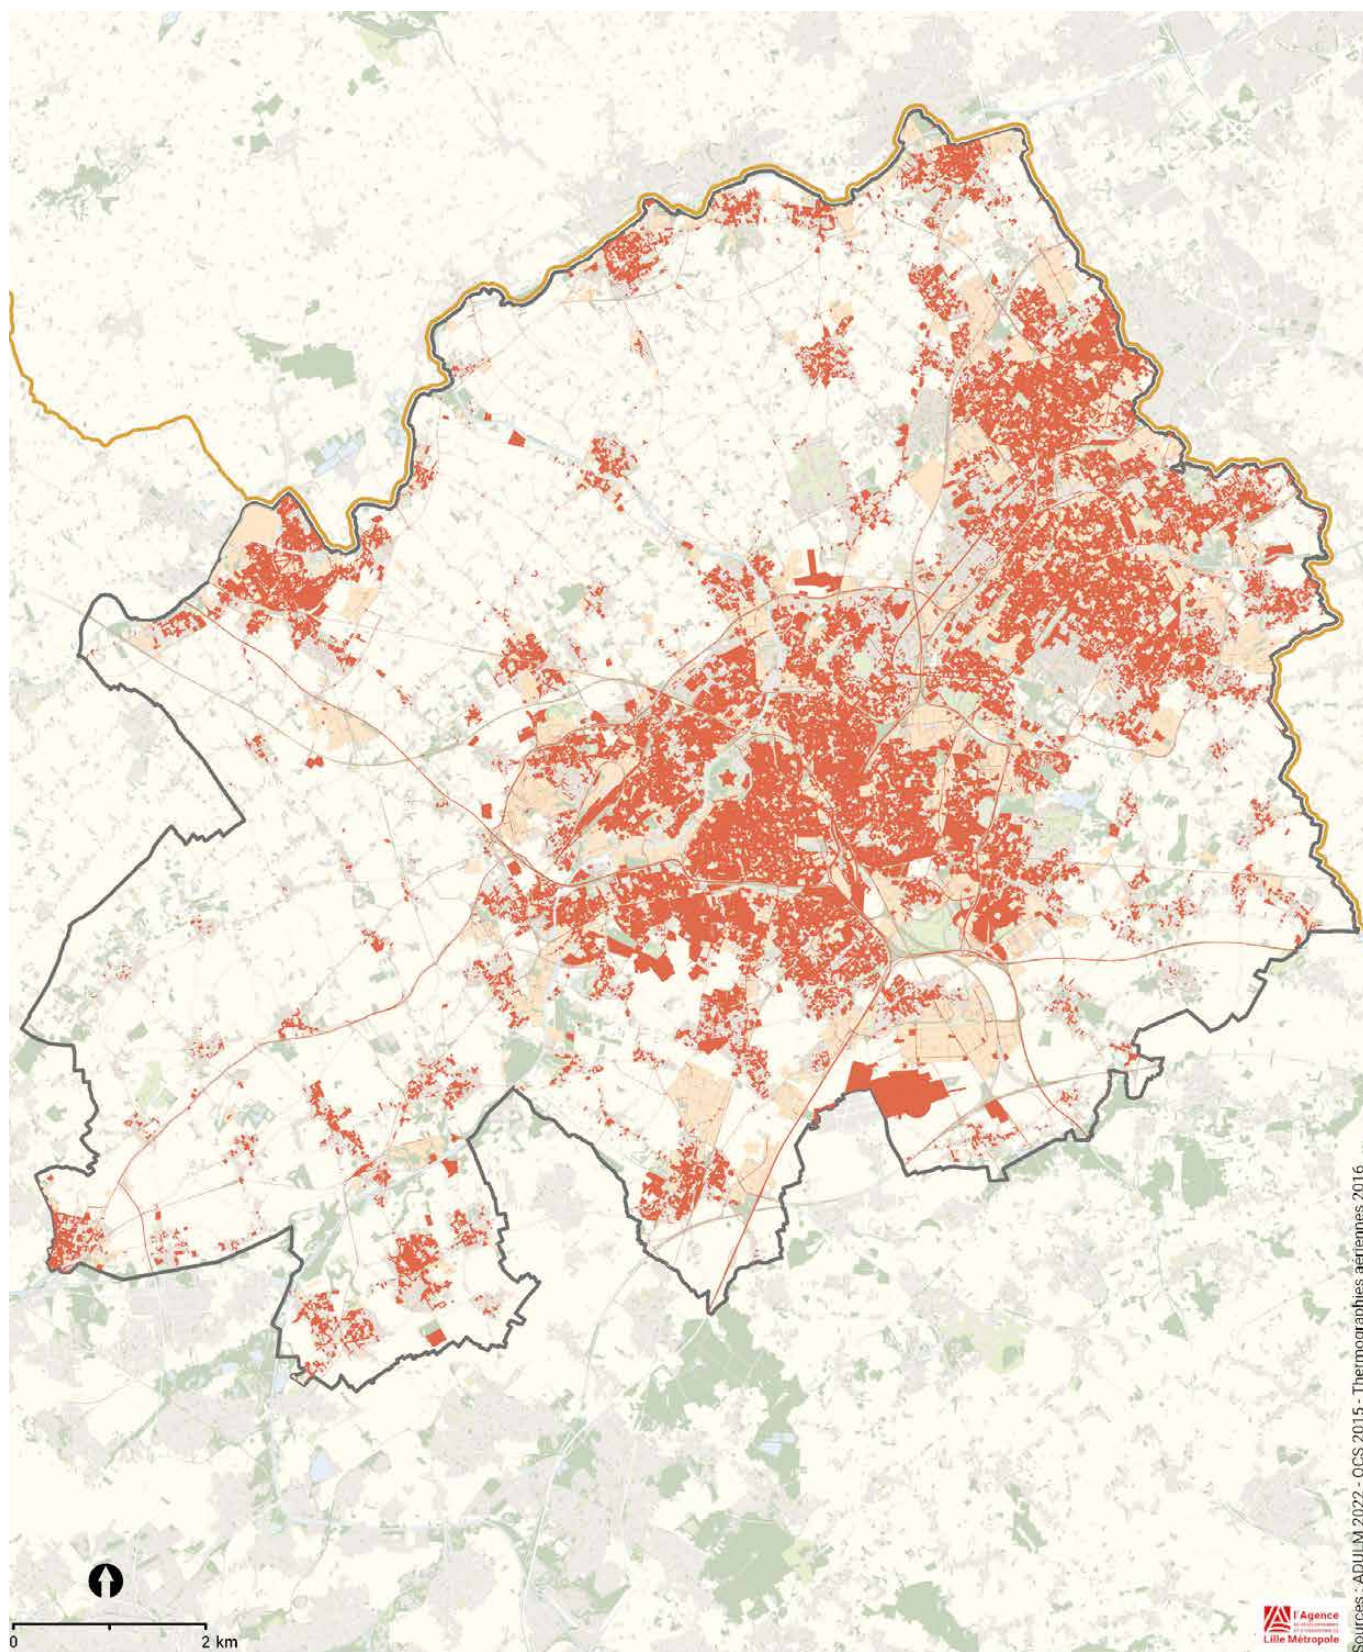 0 2 km
l'Agence
Lille Métropole
Sources : ADULM 2022 - OCS 2015 - Thermographies aériennes 2016